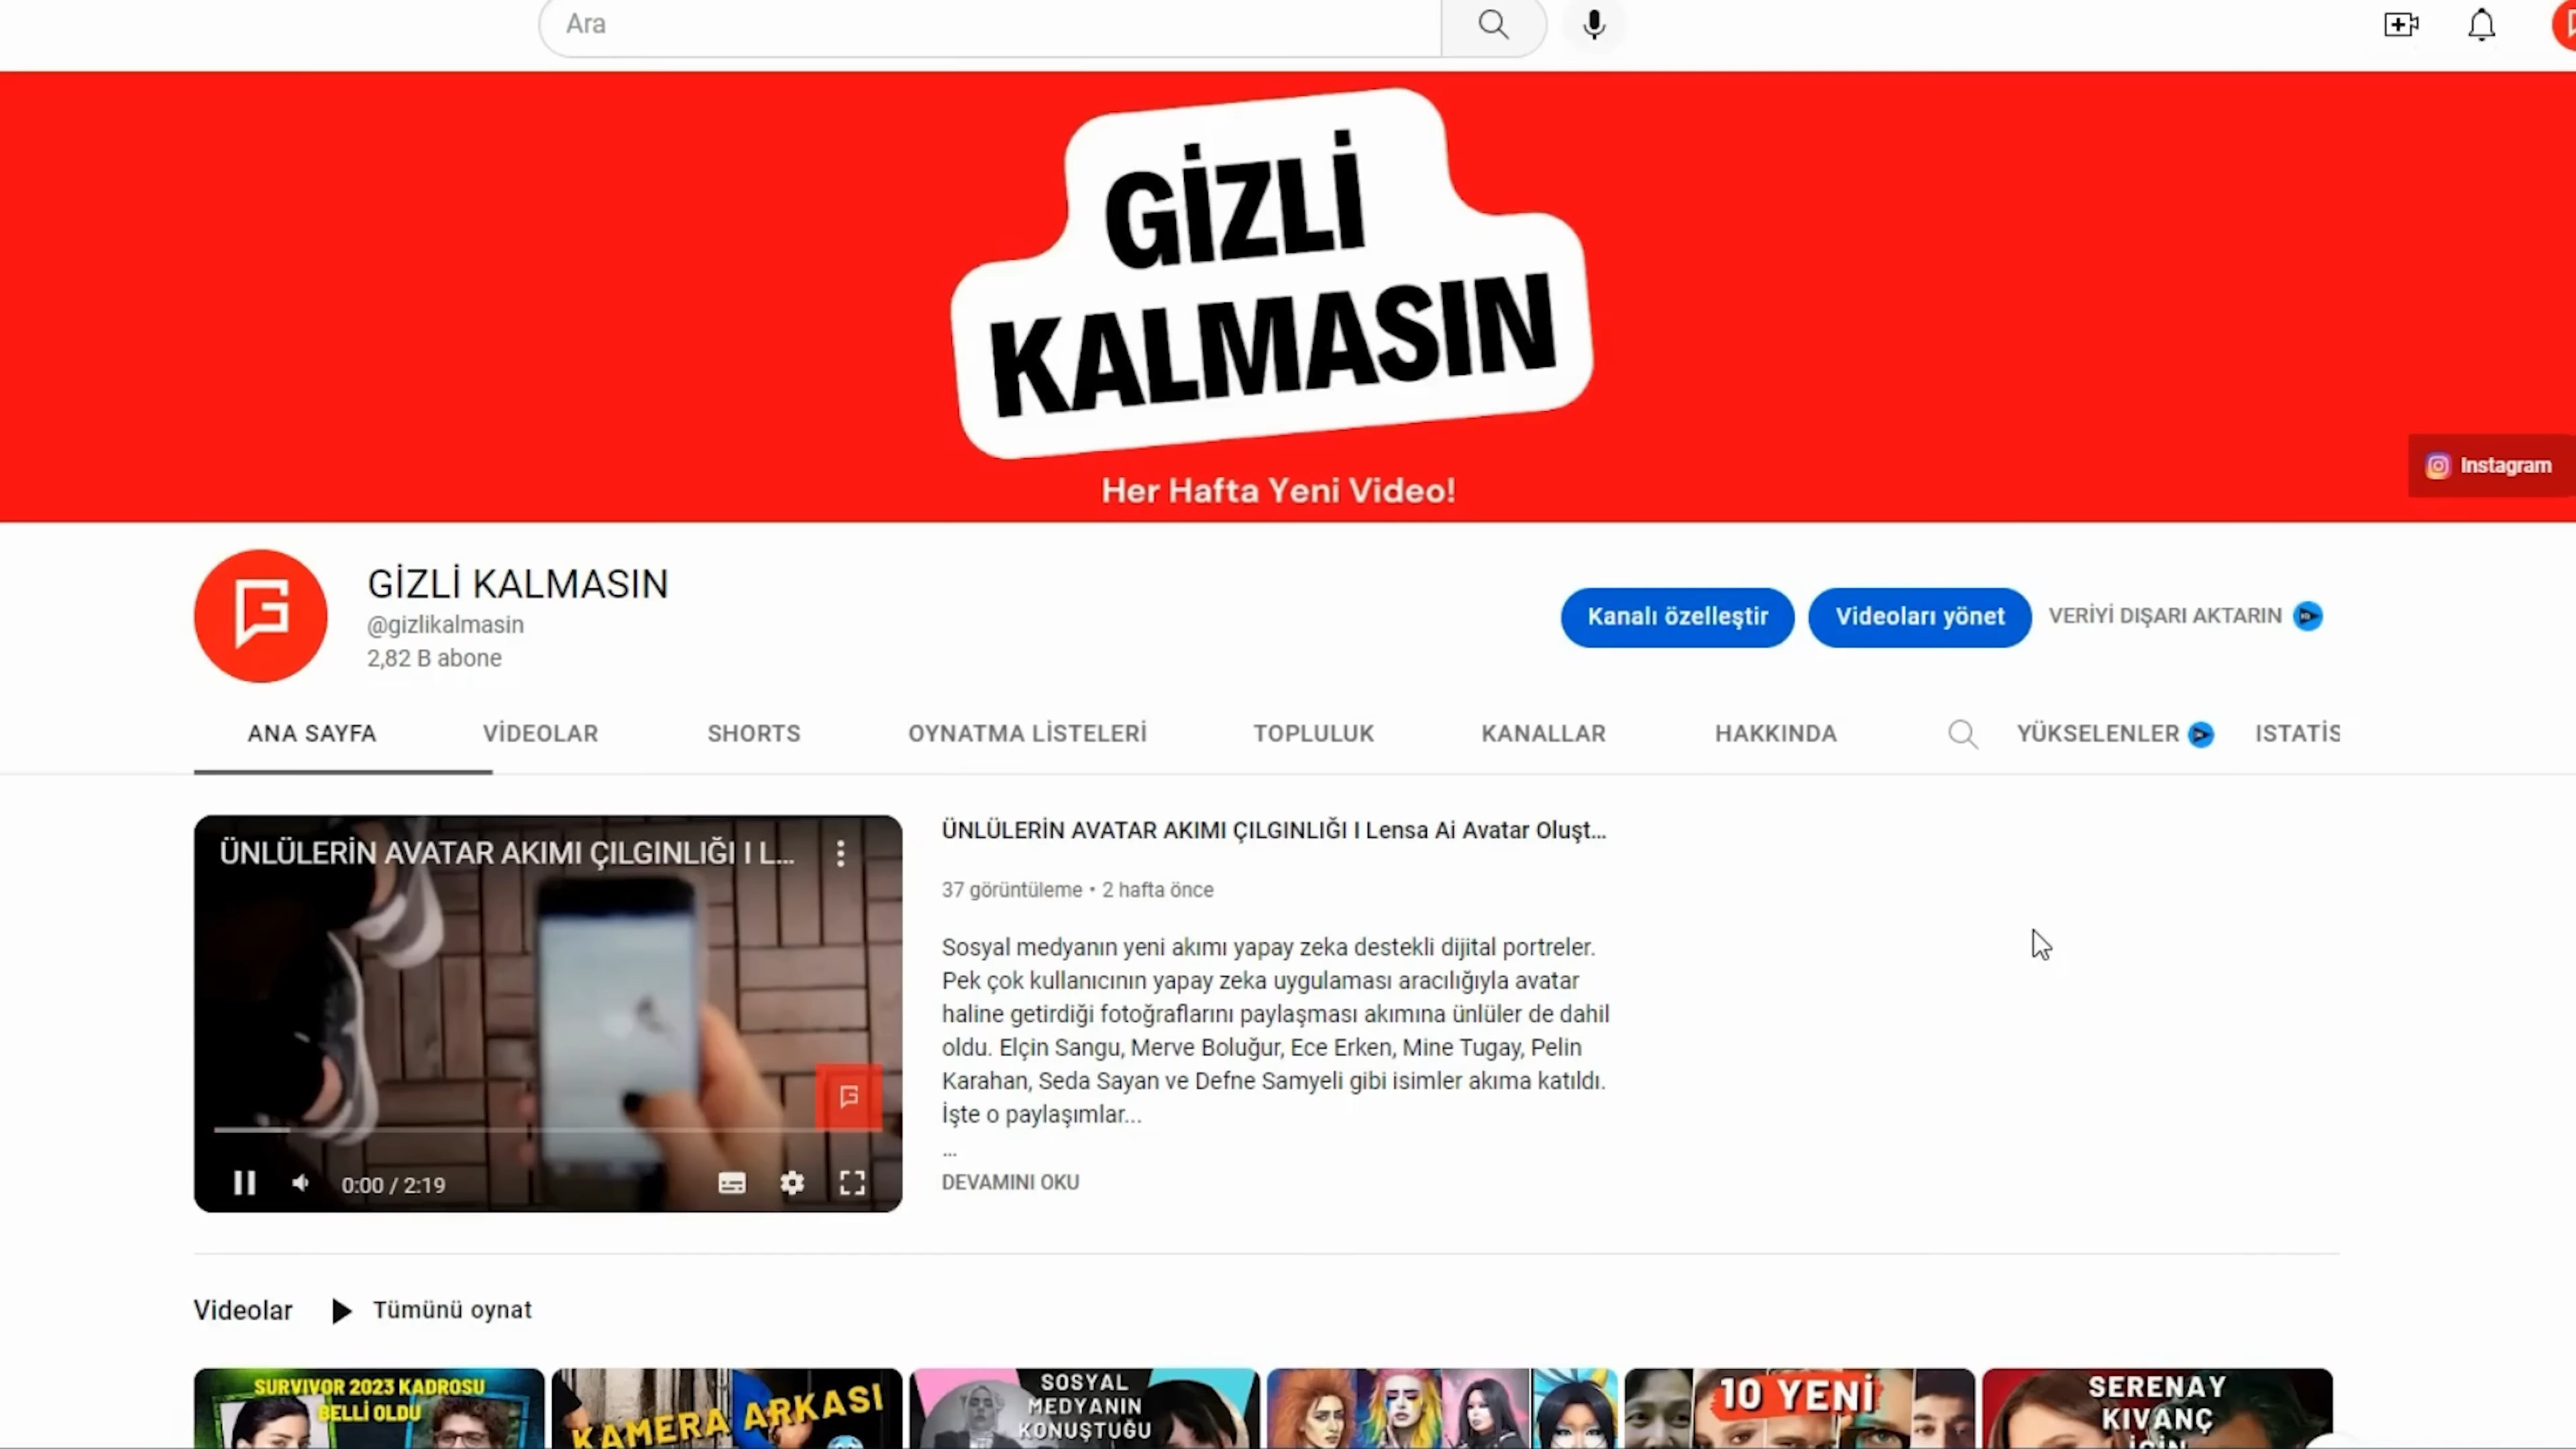 Ara
GİZLİ
KALMASIN
Her Hafta Yeni Video!
Instagram
GİZLİ KALMASIN
@gizlikalmasin
2,82 B abone
Kanalı özelleştir
Videoları yönet
VERİYİ DIŞARI AKTARIN
ANA SAYFA
VİDEOLAR
SHORTS
OYNATMA LİSTELERİ
TOPLULUK
KANALLAR
HAKKINDA
YÜKSELENLER
ISTATİS
ÜNLÜLERİN AVATAR AKIMI ÇILGINLIĞI I L...
0:00 / 2:19
ÜNLÜLERİN AVATAR AKIMI ÇILGINLIĞI I Lensa Ai Avatar Oluşt...
37 görüntüleme • 2 hafta önce
Sosyal medyanın yeni akımı yapay zeka destekli dijital portreler.
Pek çok kullanıcının yapay zeka uygulaması aracılığıyla avatar
haline getirdiği fotoğraflarını paylaşması akımına ünlüler de dahil
oldu. Elçin Sangu, Merve Boluğur, Ece Erken, Mine Tugay, Pelin
Karahan, Seda Sayan ve Defne Samyeli gibi isimler akıma katıldı.
İşte o paylaşımlar...
...
DEVAMINI OKU
Videolar
Tümünü oynat
SURVIVOR 2023 KADROSU
BELLİ OLDU
KAMERA ARKASI
SOSYAL
MEDYANIN
KONUŞTUĞU
10 YENİ
SERENAY
KIVANÇ
İÇİN